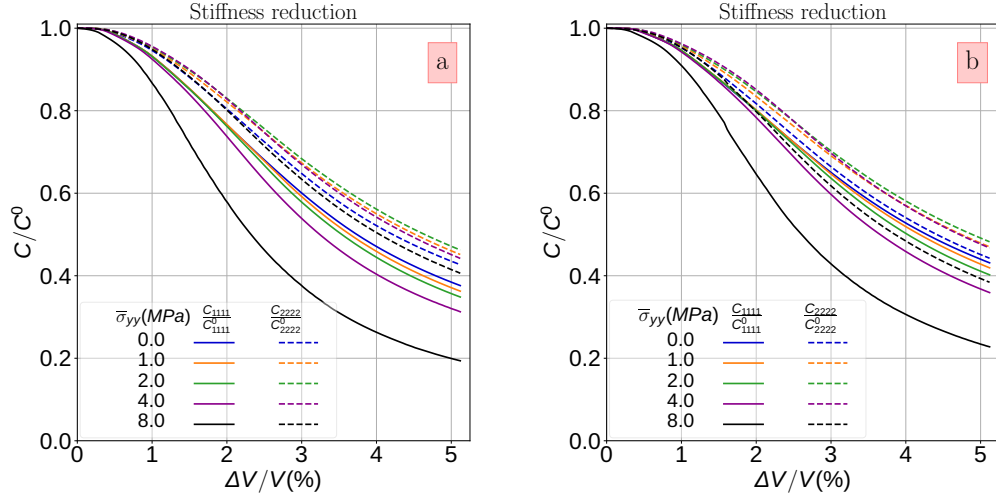 Stiffness reduction
a
1.0
0.8
0.6
0.4
0.2
0.0
C/C⁰
σ̅yy(MPa) C₁₁₁₁/C⁰₁₁₁₁ C₂₂₂₂/C⁰₂₂₂₂
0.0
1.0
2.0
4.0
8.0
0 1 2 3 4 5
ΔV/V(%)
Stiffness reduction
b
1.0
0.8
0.6
0.4
0.2
0.0
C/C⁰
σ̅yy(MPa) C₁₁₁₁/C⁰₁₁₁₁ C₂₂₂₂/C⁰₂₂₂₂
0.0
1.0
2.0
4.0
8.0
0 1 2 3 4 5
ΔV/V(%)